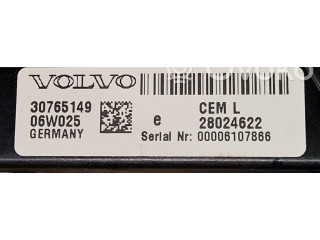 VOLVO
30765149
06W025
GERMANY
e
CEM L
28024622
Serial Nr: 00006107866